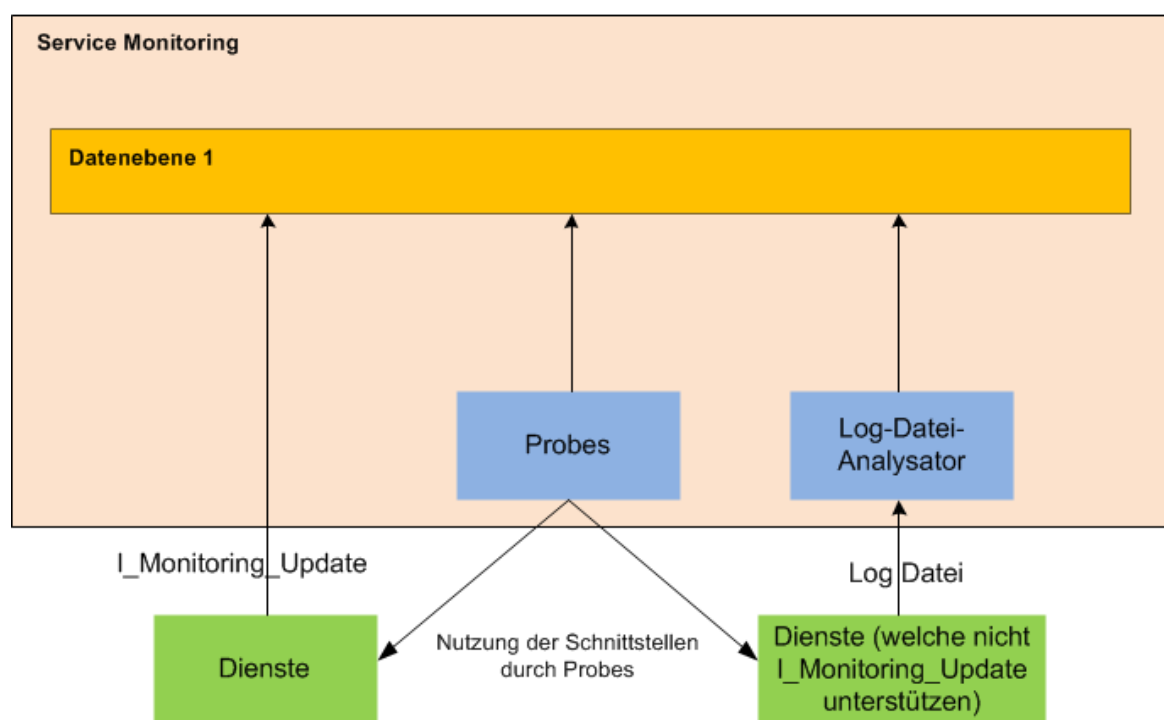 Service Monitoring
Datenebene 1
Probes
Log-Datei-
Analysator
I_Monitoring_Update
Log Datei
Dienste
Nutzung der Schnittstellen
durch Probes
Dienste (welche nicht
I_Monitoring_Update
unterstützen)